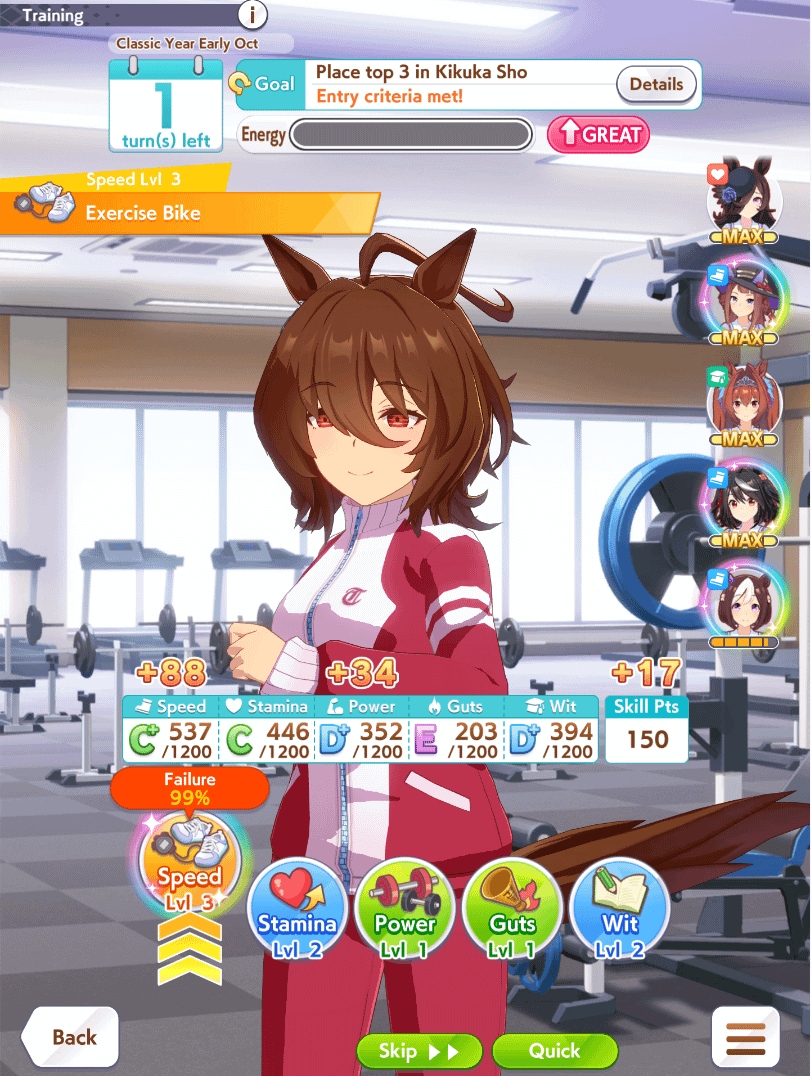 Training
i
Classic Year Early Oct
1
turn(s) left
Goal
Place top 3 in Kikuka Sho
Entry criteria met!
Details
Energy
GREAT
Speed Lvl 3
Exercise Bike
MAX
MAX
MAX
MAX
T
+88 +34 +17
Speed Stamina Power Guts Wit Skill Pts
C+ 537 /1200
C 446 /1200
D+ 352 /1200
E 203 /1200
D+ 394 /1200
150
Failure
99%
Speed
Lvl 3
Stamina
Lvl 2
Power
Lvl 1
Guts
Lvl 1
Wit
Lvl 2
Back
Skip
Quick